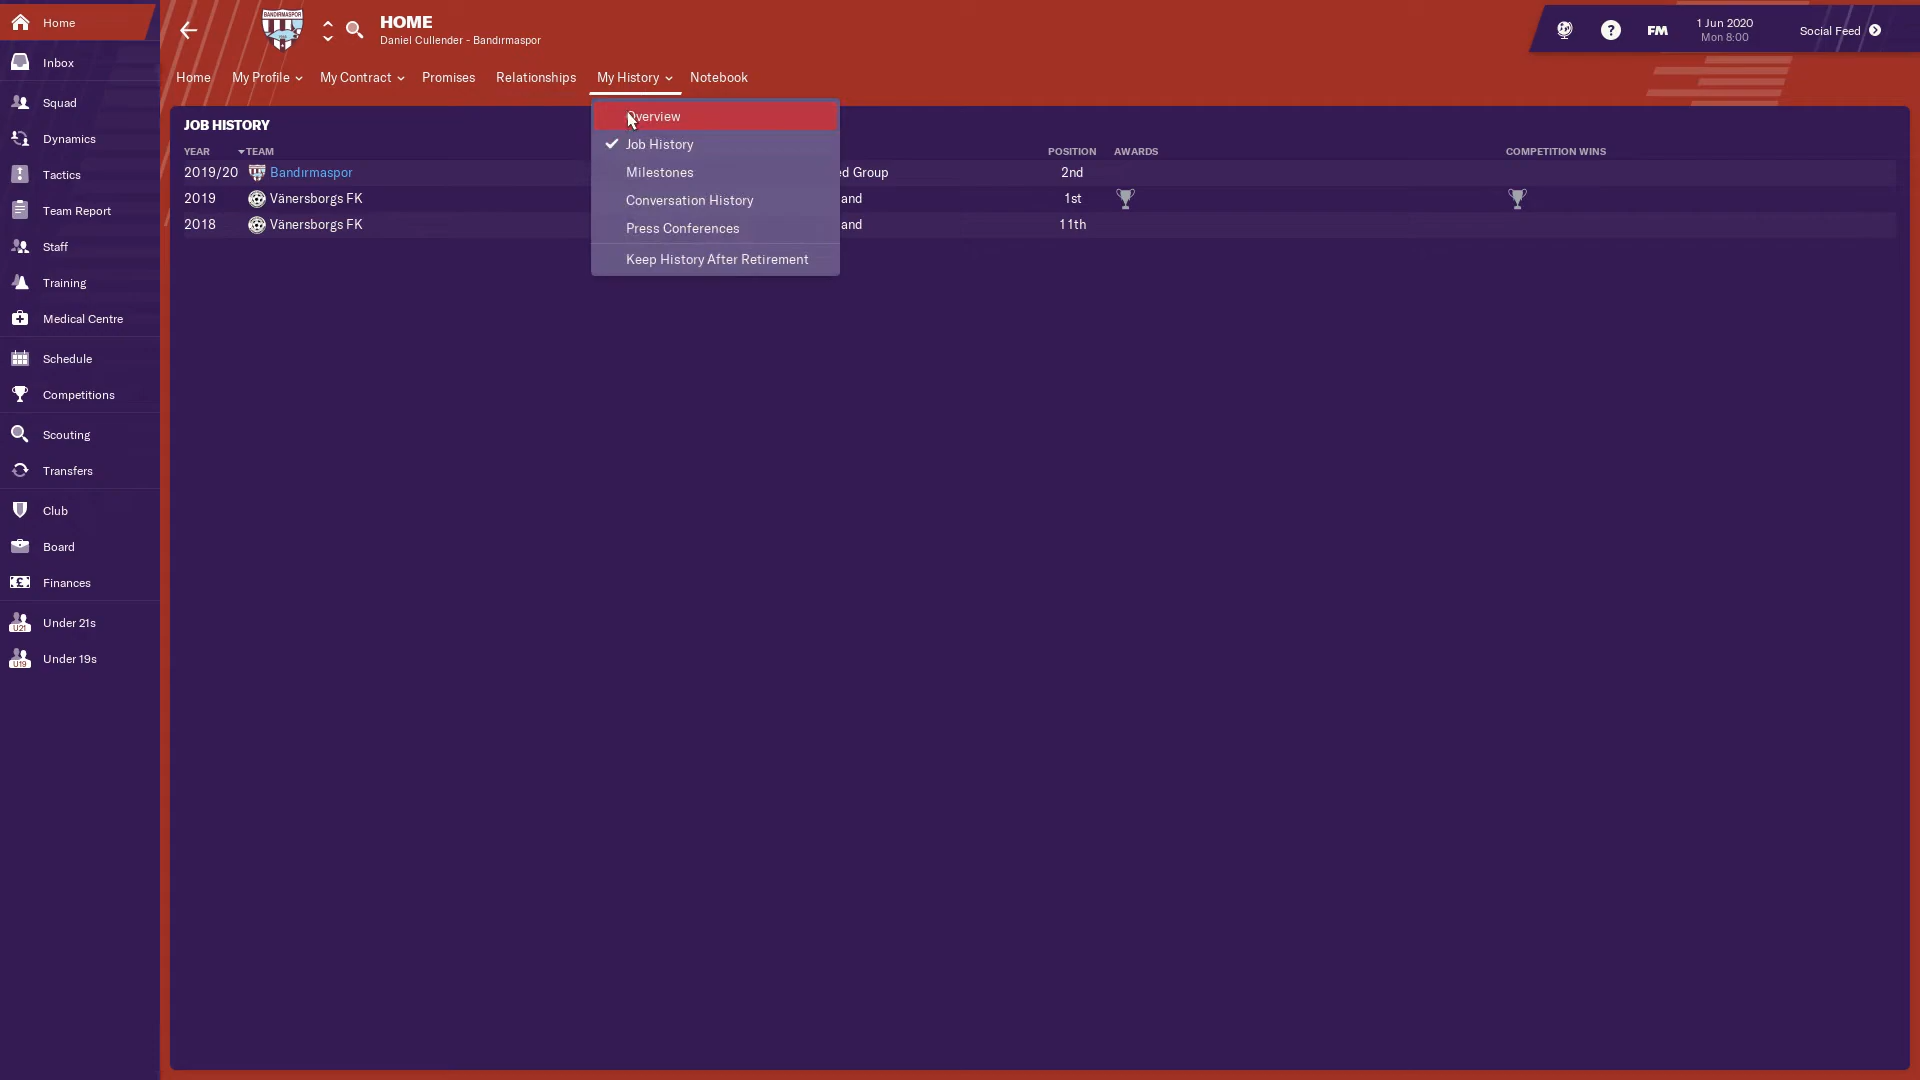 Home
Inbox
Squad
Dynamics
Tactics
Team Report
Staff
Training
Medical Centre
Schedule
Competitions
Scouting
Transfers
Club
Board
Finances
U21 Under 21s
U19 Under 19s
BANDIRMASPOR
HOME
Daniel Cullender - Bandırmaspor
? FM 1 Jun 2020 Social Feed
Mon 8:00
Home My Profile My Contract Promises Relationships My History Notebook
Overview
Job History
Milestones
Conversation History
Press Conferences
Keep History After Retirement
JOB HISTORY
YEAR TEAM POSITION AWARDS COMPETITION WINS
2019/20 Bandırmaspor ed Group 2nd
2019 Vänersborgs FK and 1st
2018 Vänersborgs FK and 11th